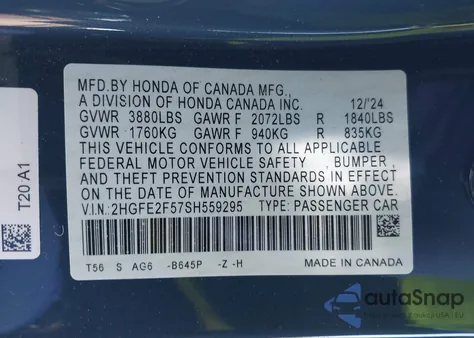 MFD.BY HONDA OF CANADA MFG.,
A DIVISION OF HONDA CANADA INC. 12/'24
GVWR 3880LBS GAWR F 2072LBS R 1840LBS
GVWR 1760KG GAWR F 940KG R 835KG
THIS VEHICLE CONFORMS TO ALL APPLICABLE
FEDERAL MOTOR VEHICLE SAFETY , BUMPER ,
AND THEFT PREVENTION STANDARDS IN EFFECT
ON THE DATE OF MANUFACTURE SHOWN ABOVE.
V.I.N.:2HGFE2F57SH559295 TYPE: PASSENGER CAR
T56 S AG6 -B645P -Z -H MADE IN CANADA
T20 A1
autoSnap